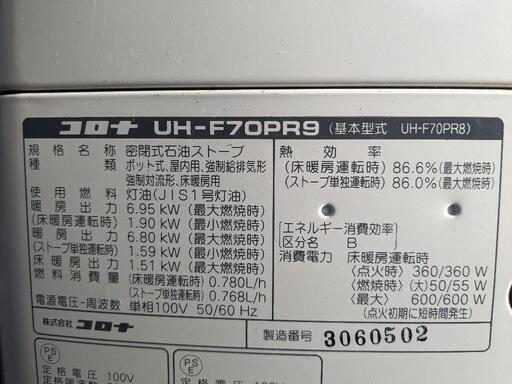 コロナ UH-F70PR9 (基本型式 UH-F70PR8)
規格名称 密閉式石油ストーブ
ポット式、屋内用、強制給排気形
強制対流形、床暖房用
使用燃料 灯油(JIS1号灯油)
暖房出力 6.95 kW (最大燃焼時)
(床暖房運転時) 1.90 kW (最小燃焼時)
暖房出力 6.80 kW (最大燃焼時)
(ストーブ単独運転時) 1.59 kW (最小燃焼時)
1.51 kW (最大燃焼時)
燃料消費量 (床暖房運転時) 0.780L/h
(ストーブ単独運転時) 0.768L/h
電源電圧-周波数 単相100V 50/60Hz
株式会社 コロナ
熱効率
(床暖房運転時) 86.6%(最大燃焼時)
(ストーブ単独運転時) 86.0%(最大燃焼時)
[エネルギー消費効率]
区分名 B
消費電力 床暖房運転時
〈点火時〉 360/360 W
〈燃焼時〉(大) 50/55 W
〈最大〉 600/600 W
(点火初期に短時間発生)
製造番号 3060502
PS
E
定格電圧 100V
PS
E
定格電圧 100V